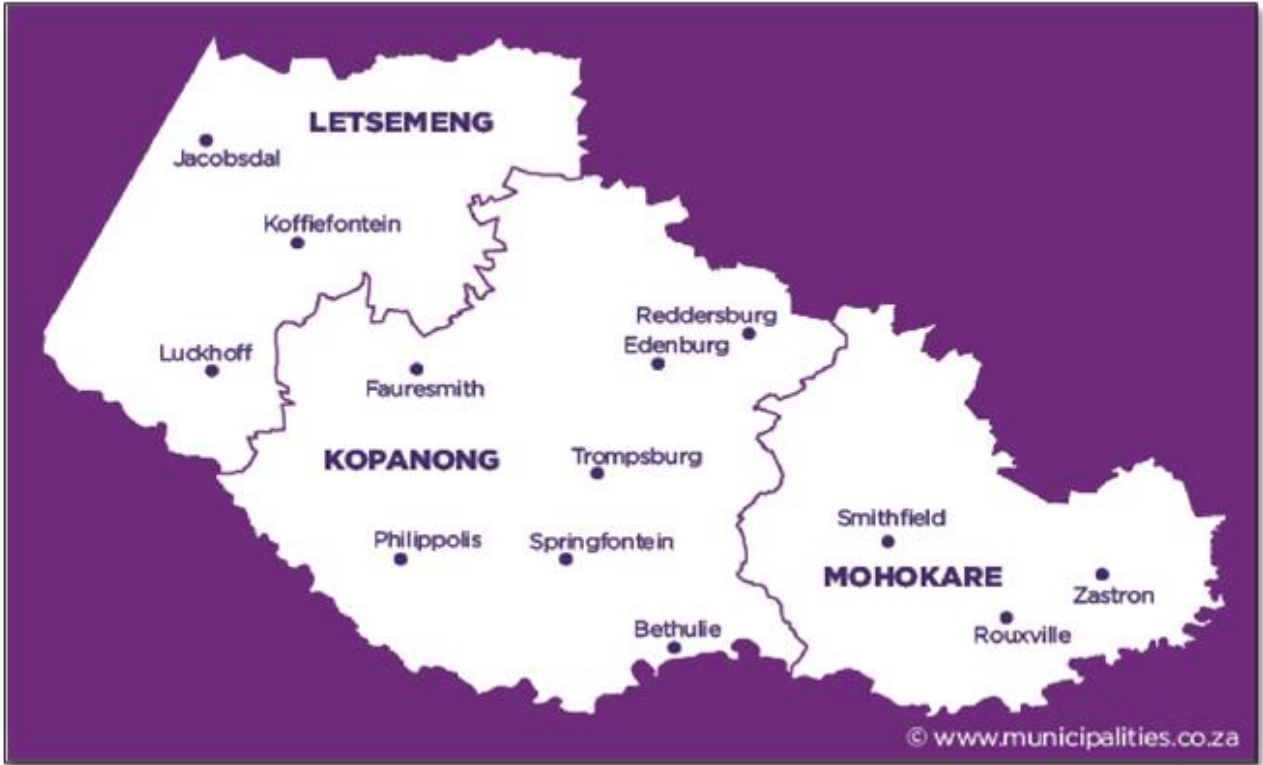 LETSEMENG
Jacobsdal
Koffiefontein
Reddersburg
Edenburg
Luckhoff
Fauresmith
KOPANONG
Trompsburg
Smithfield
Philippolis
Springfontein
MOHOKARE
Zastron
Bethulie
Rouxville
© www.municipalities.co.za